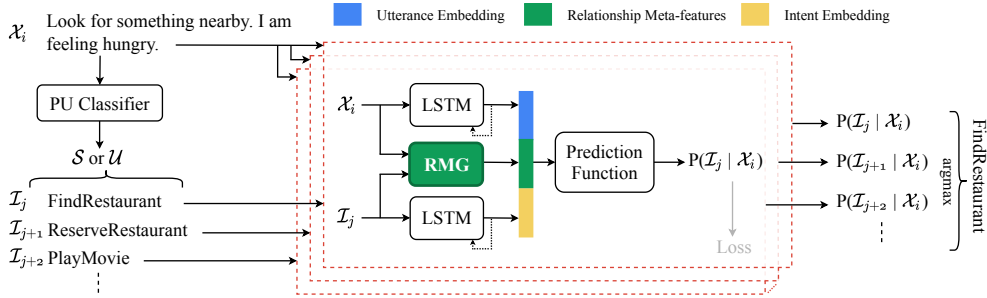 Utterance Embedding
Relationship Meta-features
Intent Embedding
𝒳ᵢ Look for something nearby. I am
feeling hungry.
PU Classifier
𝒮 or 𝒰
ℐⱼ FindRestaurant
ℐⱼ₊₁ ReserveRestaurant
ℐⱼ₊₂ PlayMovie
𝒳ᵢ
LSTM
RMG
ℐⱼ
LSTM
Prediction
Function
P(ℐⱼ | 𝒳ᵢ)
Loss
P(ℐⱼ | 𝒳ᵢ)
P(ℐⱼ₊₁ | 𝒳ᵢ)
P(ℐⱼ₊₂ | 𝒳ᵢ)
argmax
FindRestaurant